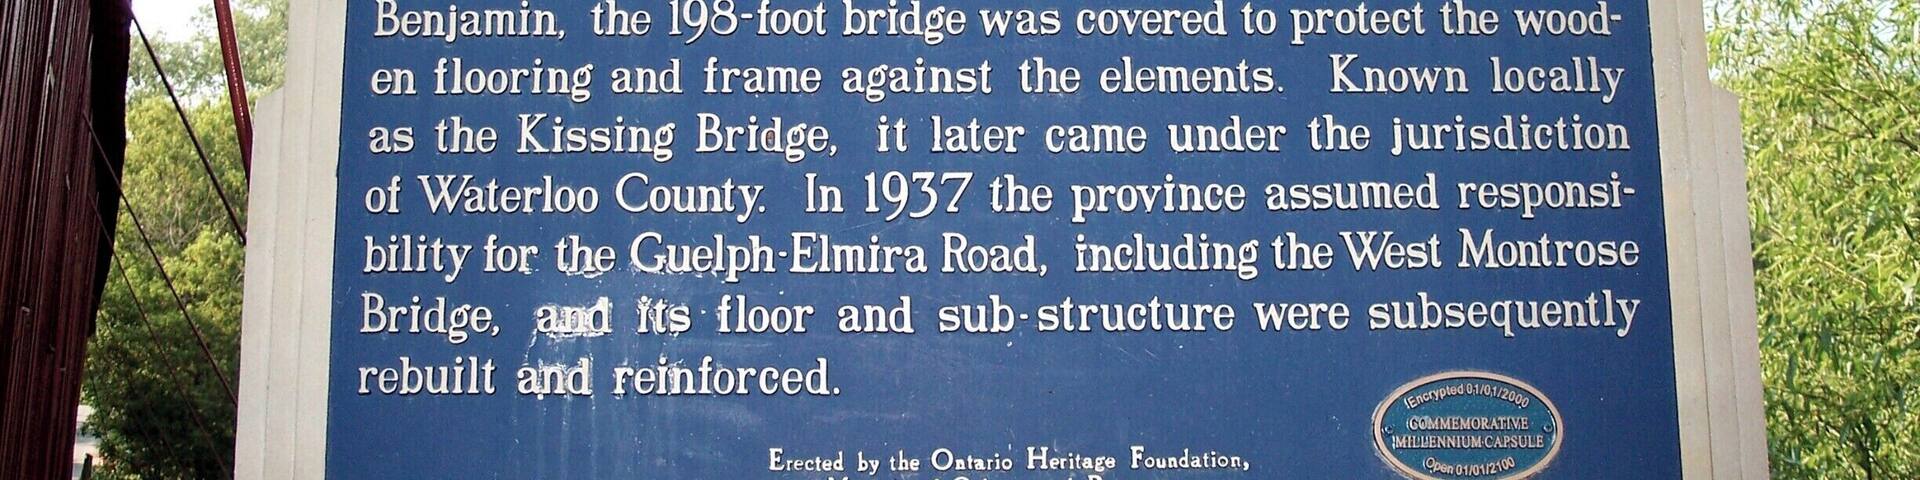 Benjamin, the 198-foot bridge was covered to protect the wood-
en flooring and frame against the elements. Known locally
as the Kissing Bridge, it later came under the jurisdiction
of Waterloo County. In 1937 the province assumed responsi-
bility for the Guelph-Elmira Road, including the West Montrose
Bridge, and its floor and sub-structure were subsequently
rebuilt and reinforced.
Erected by the Ontario Heritage Foundation,
Encrypted 01/01/2000
COMMEMORATIVE
MILLENNIUM CAPSULE
Open 01/01/2100